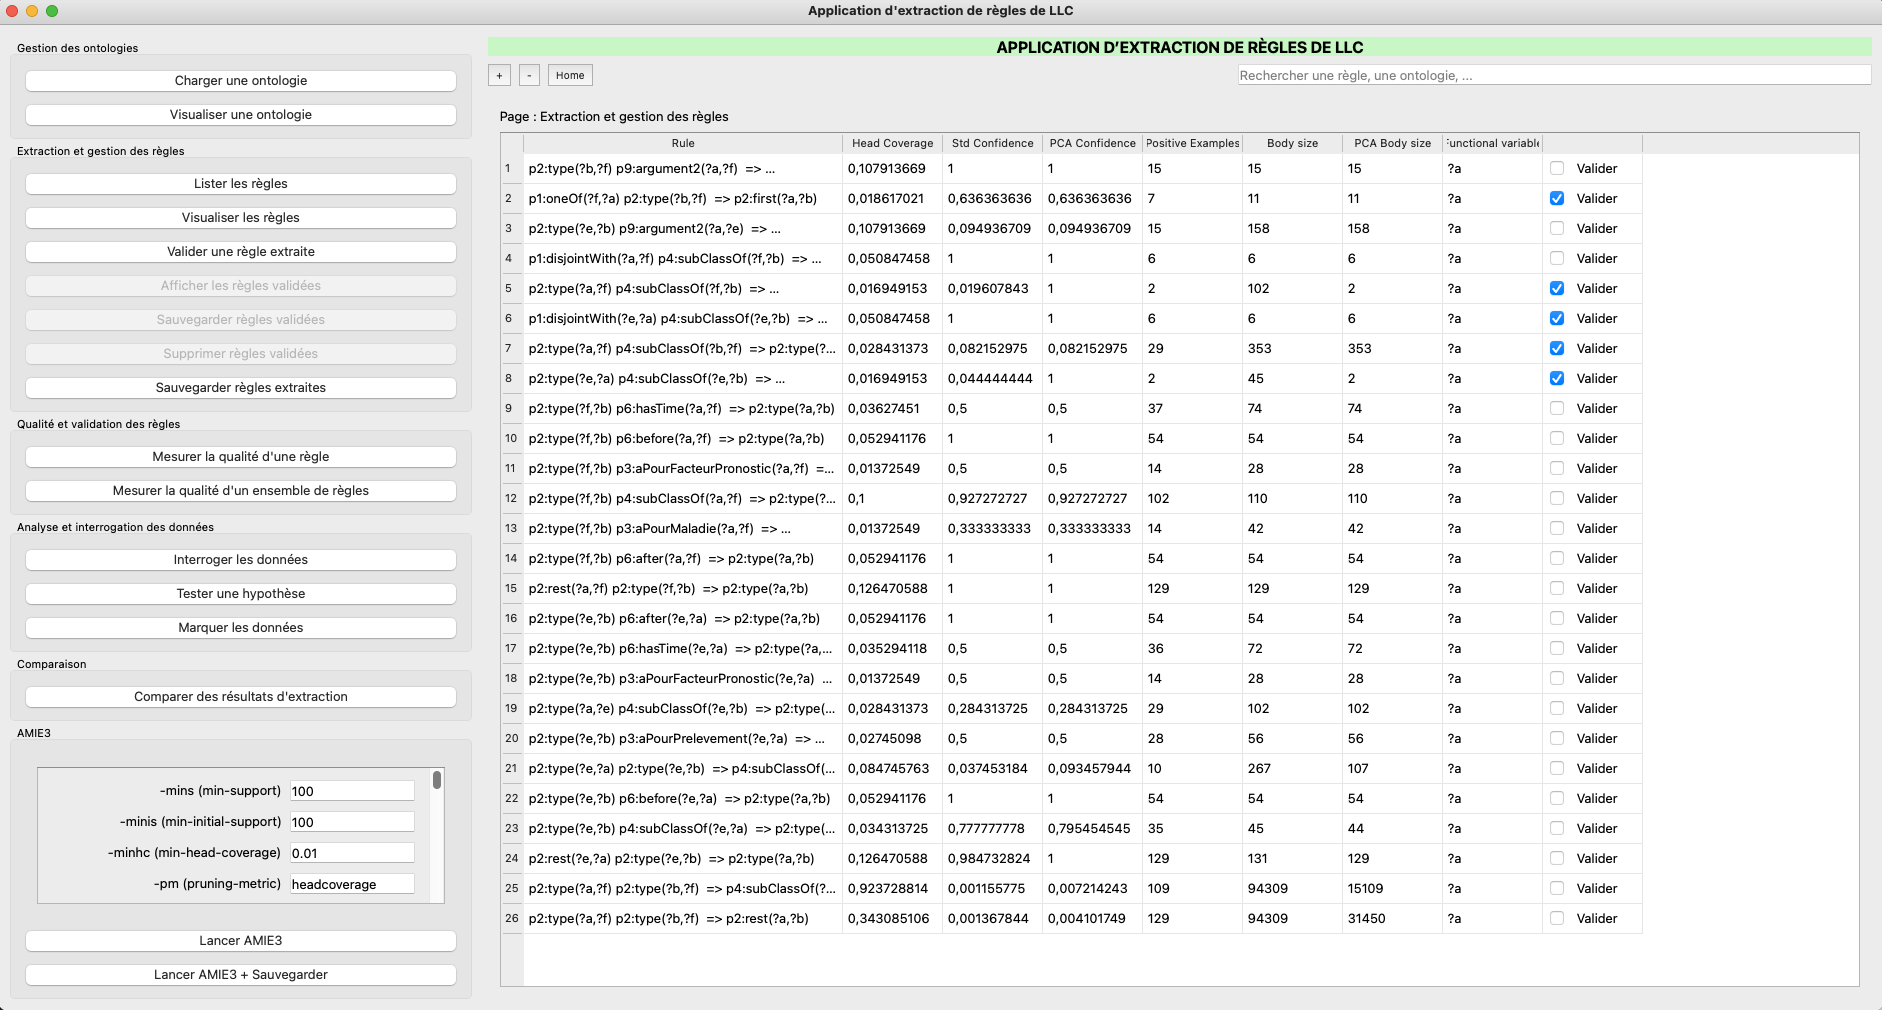 Application d'extraction de règles de LLC
Gestion des ontologies
Charger une ontologie
Visualiser une ontologie
Extraction et gestion des règles
Lister les règles
Visualiser les règles
Valider une règle extraite
Afficher les règles validées
Sauvegarder règles validées
Supprimer règles validées
Sauvegarder règles extraites
Qualité et validation des règles
Mesurer la qualité d'une règle
Mesurer la qualité d'un ensemble de règles
Analyse et interrogation des données
Interroger les données
Tester une hypothèse
Marquer les données
Comparaison
Comparer des résultats d'extraction
AMIE3
-mins (min-support) 100
-minis (min-initial-support) 100
-minhc (min-head-coverage) 0.01
-pm (pruning-metric) headcoverage
Lancer AMIE3
Lancer AMIE3 + Sauvegarder
APPLICATION D'EXTRACTION DE RÈGLES DE LLC
+ - Home Rechercher une règle, une ontologie, ...
Page : Extraction et gestion des règles
Rule Head Coverage Std Confidence PCA Confidence Positive Examples Body size PCA Body size Functional variable
1 p2:type(?b,?f) p9:argument2(?a,?f) => ... 0,107913669 1 1 15 15 15 ?a Valider
2 p1:oneOf(?f,?a) p2:type(?b,?f) => p2:first(?a,?b) 0,018617021 0,636363636 0,636363636 7 11 11 ?a Valider
3 p2:type(?e,?b) p9:argument2(?a,?e) => ... 0,107913669 0,094936709 0,094936709 15 158 158 ?a Valider
4 p1:disjointWith(?a,?f) p4:subClassOf(?f,?b) => ... 0,050847458 1 1 6 6 6 ?a Valider
5 p2:type(?a,?f) p4:subClassOf(?f,?b) => ... 0,016949153 0,019607843 1 2 102 2 ?a Valider
6 p1:disjointWith(?e,?a) p4:subClassOf(?e,?b) => ... 0,050847458 1 1 6 6 6 ?a Valider
7 p2:type(?a,?f) p4:subClassOf(?b,?f) => p2:type(?... 0,028431373 0,082152975 0,082152975 29 353 353 ?a Valider
8 p2:type(?e,?a) p4:subClassOf(?e,?b) => ... 0,016949153 0,044444444 1 2 45 2 ?a Valider
9 p2:type(?f,?b) p6:hasTime(?a,?f) => p2:type(?a,?b) 0,03627451 0,5 0,5 37 74 74 ?a Valider
10 p2:type(?f,?b) p6:before(?a,?f) => p2:type(?a,?b) 0,052941176 1 1 54 54 54 ?a Valider
11 p2:type(?f,?b) p3:aPourFacteurPronostic(?a,?f) =... 0,01372549 0,5 0,5 14 28 28 ?a Valider
12 p2:type(?f,?b) p4:subClassOf(?a,?f) => p2:type(?... 0,1 0,927272727 0,927272727 102 110 110 ?a Valider
13 p2:type(?f,?b) p3:aPourMaladie(?a,?f) => ... 0,01372549 0,333333333 0,333333333 14 42 42 ?a Valider
14 p2:type(?f,?b) p6:after(?a,?f) => p2:type(?a,?b) 0,052941176 1 1 54 54 54 ?a Valider
15 p2:rest(?a,?f) p2:type(?f,?b) => p2:type(?a,?b) 0,126470588 1 1 129 129 129 ?a Valider
16 p2:type(?e,?b) p6:after(?e,?a) => p2:type(?a,?b) 0,052941176 1 1 54 54 54 ?a Valider
17 p2:type(?e,?b) p6:hasTime(?e,?a) => p2:type(?a,... 0,035294118 0,5 0,5 36 72 72 ?a Valider
18 p2:type(?e,?b) p3:aPourFacteurPronostic(?e,?a) ... 0,01372549 0,5 0,5 14 28 28 ?a Valider
19 p2:type(?a,?e) p4:subClassOf(?e,?b) => p2:type(... 0,028431373 0,284313725 0,284313725 29 102 102 ?a Valider
20 p2:type(?e,?b) p3:aPourPrelevement(?e,?a) => ... 0,02745098 0,5 0,5 28 56 56 ?a Valider
21 p2:type(?e,?a) p2:type(?e,?b) => p4:subClassOf(... 0,084745763 0,037453184 0,093457944 10 267 107 ?a Valider
22 p2:type(?e,?b) p6:before(?e,?a) => p2:type(?a,?b) 0,052941176 1 1 54 54 54 ?a Valider
23 p2:type(?e,?b) p4:subClassOf(?e,?a) => p2:type(... 0,034313725 0,777777778 0,795454545 35 45 44 ?a Valider
24 p2:rest(?e,?a) p2:type(?e,?b) => p2:type(?a,?b) 0,126470588 0,984732824 1 129 131 129 ?a Valider
25 p2:type(?a,?f) p2:type(?b,?f) => p4:subClassOf(?... 0,923728814 0,001155775 0,007214243 109 94309 15109 ?a Valider
26 p2:type(?a,?f) p2:type(?b,?f) => p2:rest(?a,?b) 0,343085106 0,001367844 0,004101749 129 94309 31450 ?a Valider